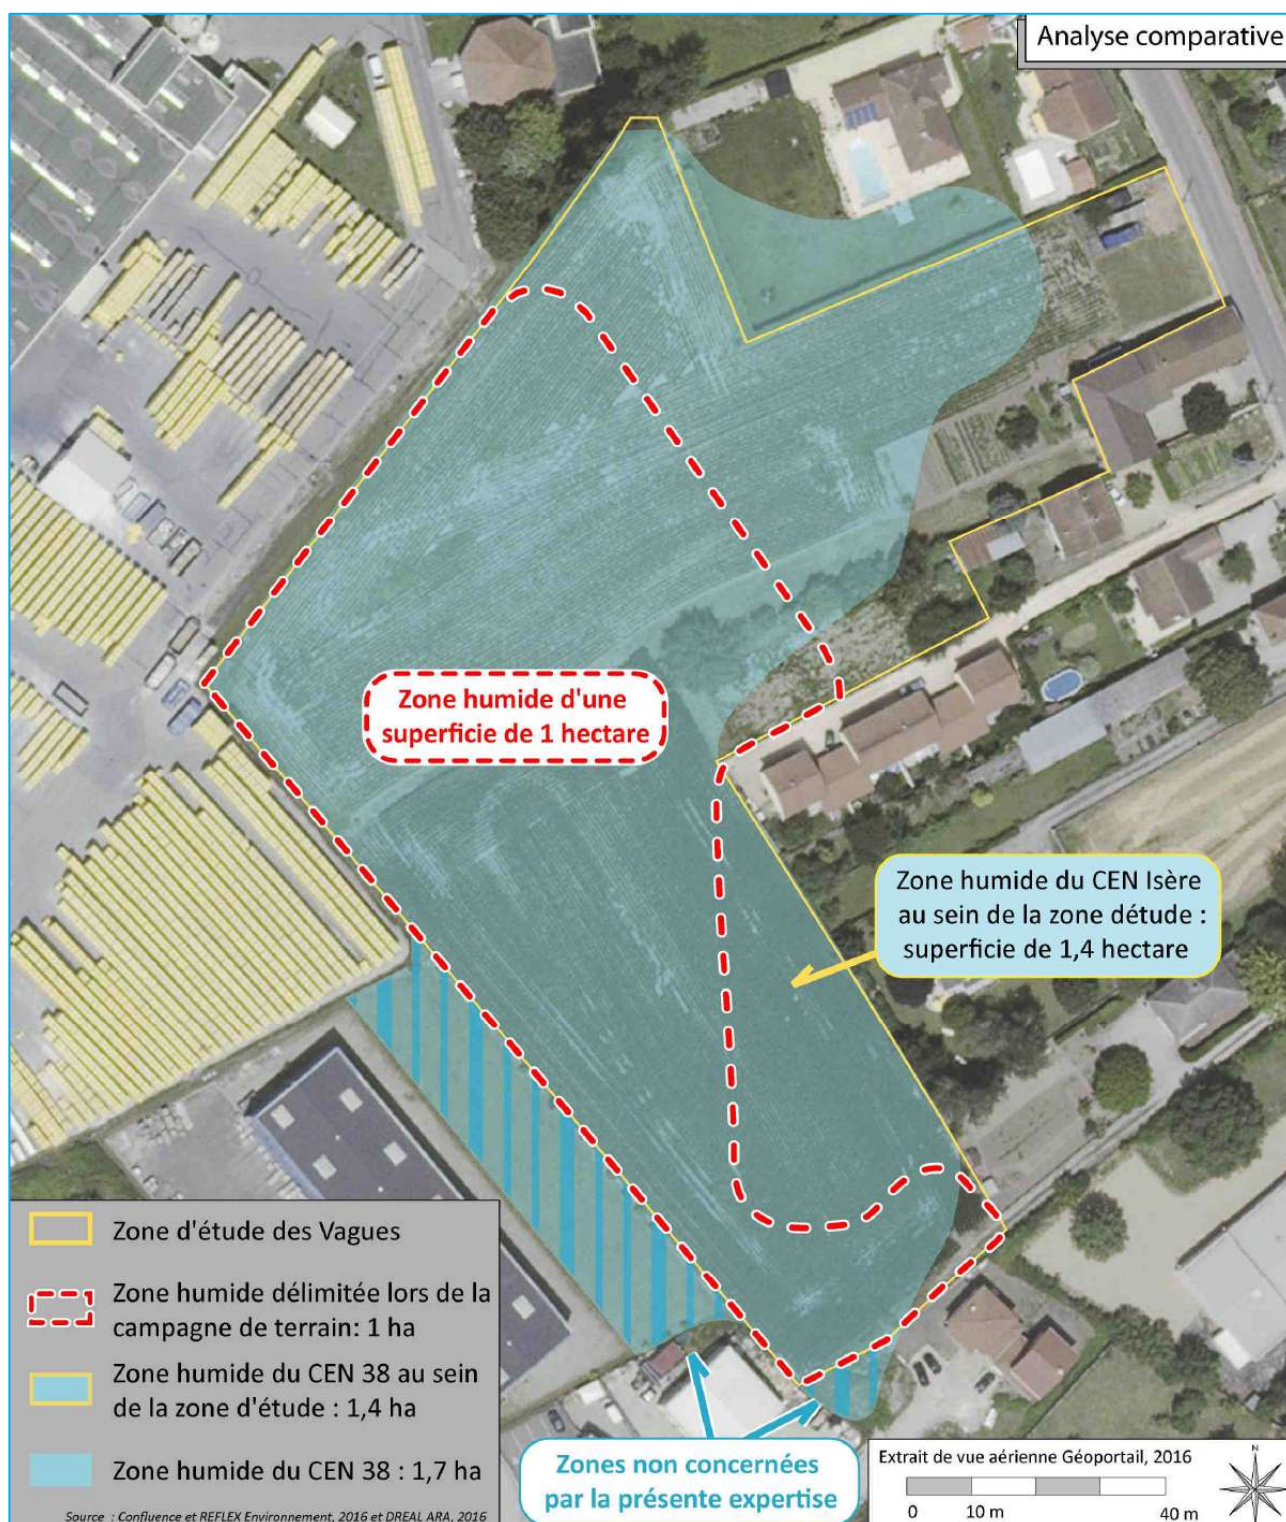 Analyse comparative
Zone humide d'une
superficie de 1 hectare
Zone humide du CEN Isère
au sein de la zone détude :
superficie de 1,4 hectare
Zone d'étude des Vagues
Zone humide délimitée lors de la
campagne de terrain: 1 ha
Zone humide du CEN 38 au sein
de la zone d'étude : 1,4 ha
Zone humide du CEN 38 : 1,7 ha
Source : Confluence et REFLEX Environnement, 2016 et DREAL ARA, 2016
Zones non concernées
par la présente expertise
Extrait de vue aérienne Géoportail, 2016
N
0 10 m 40 m